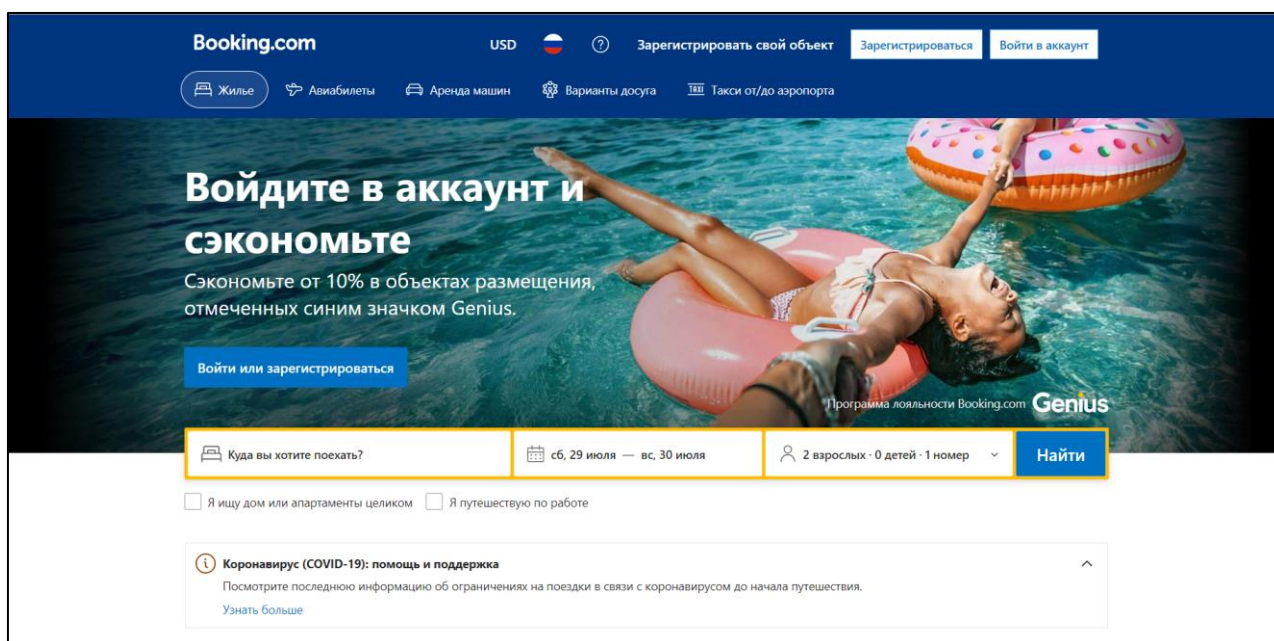 Booking.com
USD
Зарегистрировать свой объект
Зарегистрироваться
Войти в аккаунт
Жилье
Авиабилеты
Аренда машин
Варианты досуга
TAXI
Такси от/до аэропорта
Войдите в аккаунт и
сэкономьте
Сэкономьте от 10% в объектах размещения,
отмеченных синим значком Genius.
Войти или зарегистрироваться
Программа лояльности Booking.com
Genius
Куда вы хотите поехать?
сб, 29 июля — вс, 30 июля
2 взрослых · 0 детей · 1 номер
Найти
Я ищу дом или апартаменты целиком
Я путешествую по работе
Коронавирус (COVID-19): помощь и поддержка
Посмотрите последнюю информацию об ограничениях на поездки в связи с коронавирусом до начала путешествия.
Узнать больше